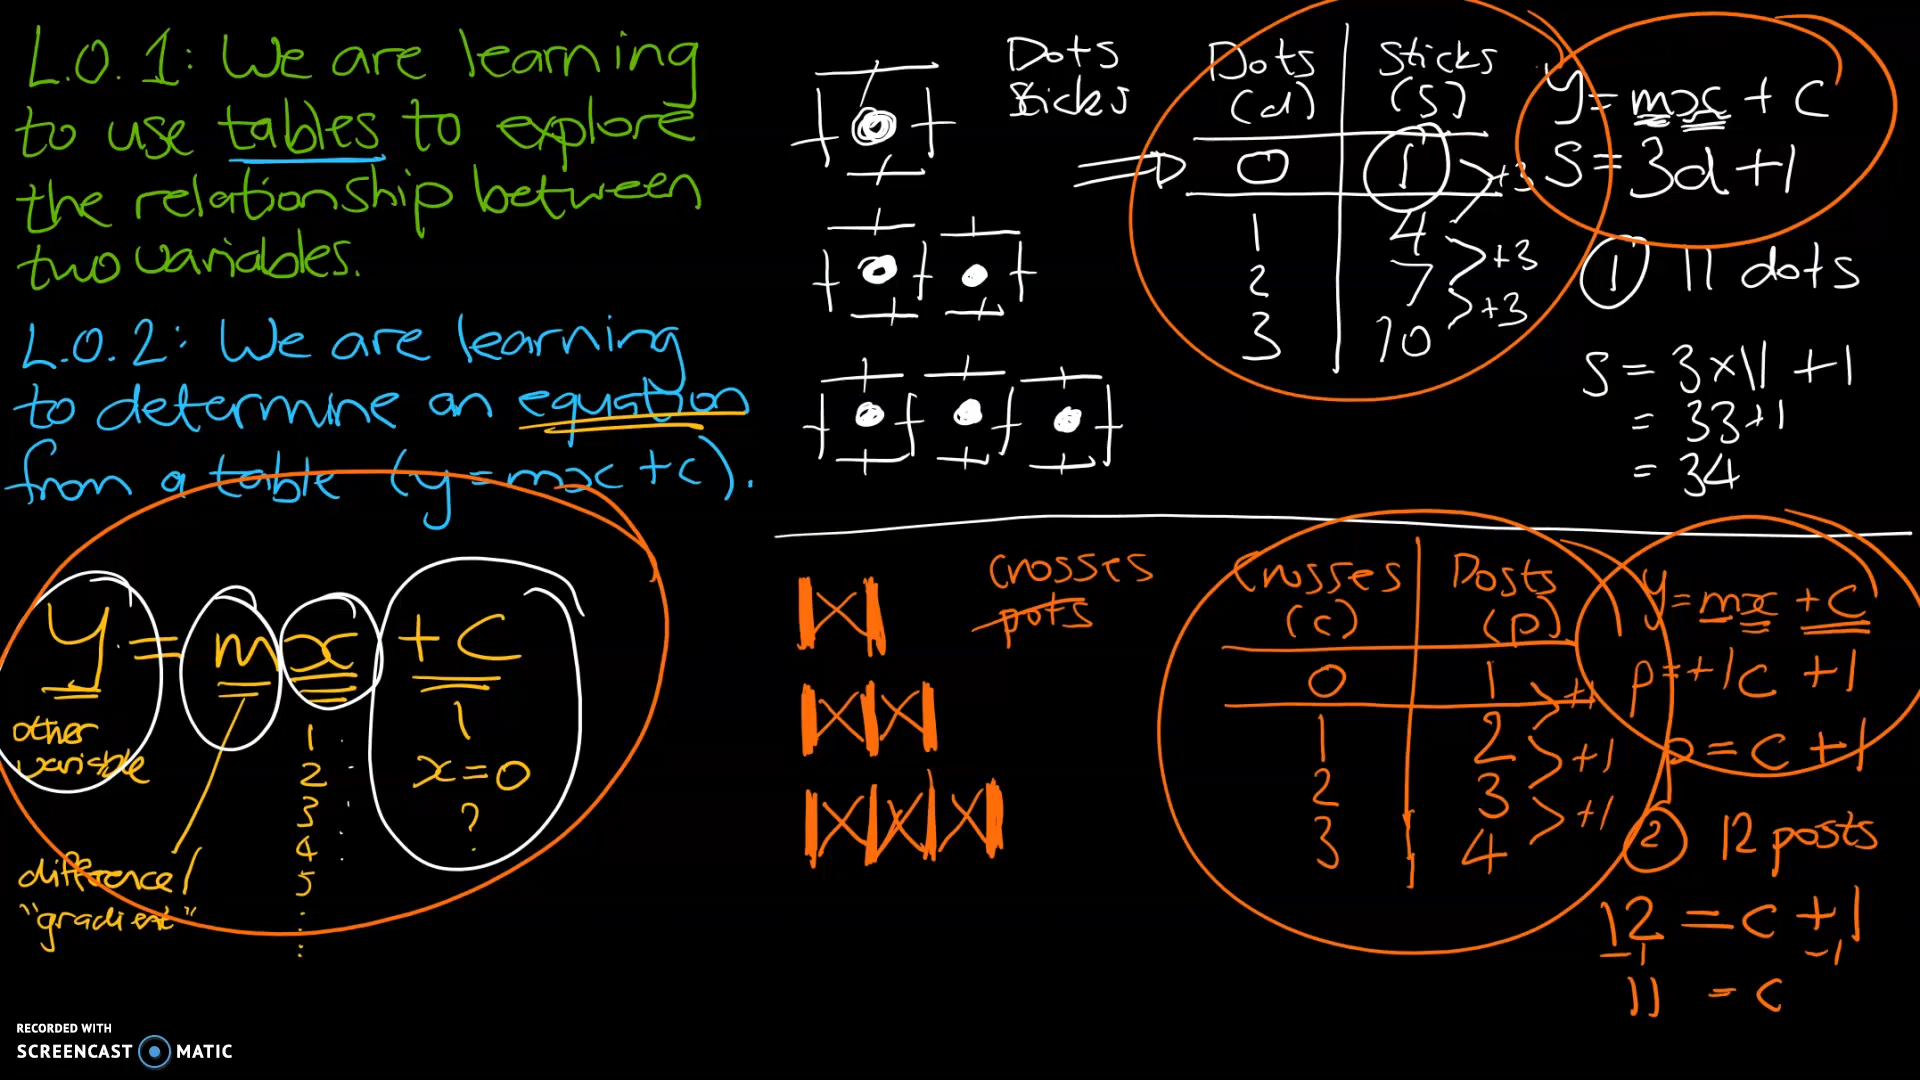 L.O. 1: We are learning
to use tables to explore
the relationship between
two variables.
L.O. 2: We are learning
to determine an equation
from a table (y=mx+c).
y = mx + c
other
variable
difference/
"gradient"
1
2
3
4
5
1
x=0
?
Dots
Sticks
Dots Sticks
(d) (S)
0 1
1 4
2 7
3 10
+3
+3
+3
y=mx+c
S=3d+1
1 11 dots
S = 3×11+1
= 33+1
= 34
crosses
pots
Crosses Posts
(c) (p)
0 1
1 2
2 3
3 4
+1
+1
+1
y=mx+c
p=+1c+1
p=c+1
2 12 posts
12 = c+1
-1 -1
11 = c
RECORDED WITH
SCREENCAST MATIC